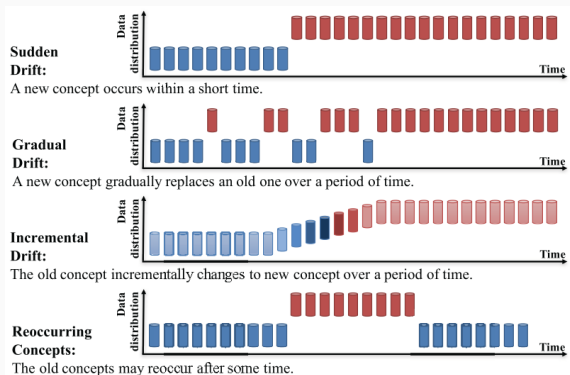 Data
distribution
Sudden
Drift:
Time
A new concept occurs within a short time.
Data
distribution
Gradual
Drift:
Time
A new concept gradually replaces an old one over a period of time.
Data
distribution
Incremental
Drift:
Time
The old concept incrementally changes to new concept over a period of time.
Data
distribution
Reoccurring
Concepts:
Time
The old concepts may reoccur after some time.